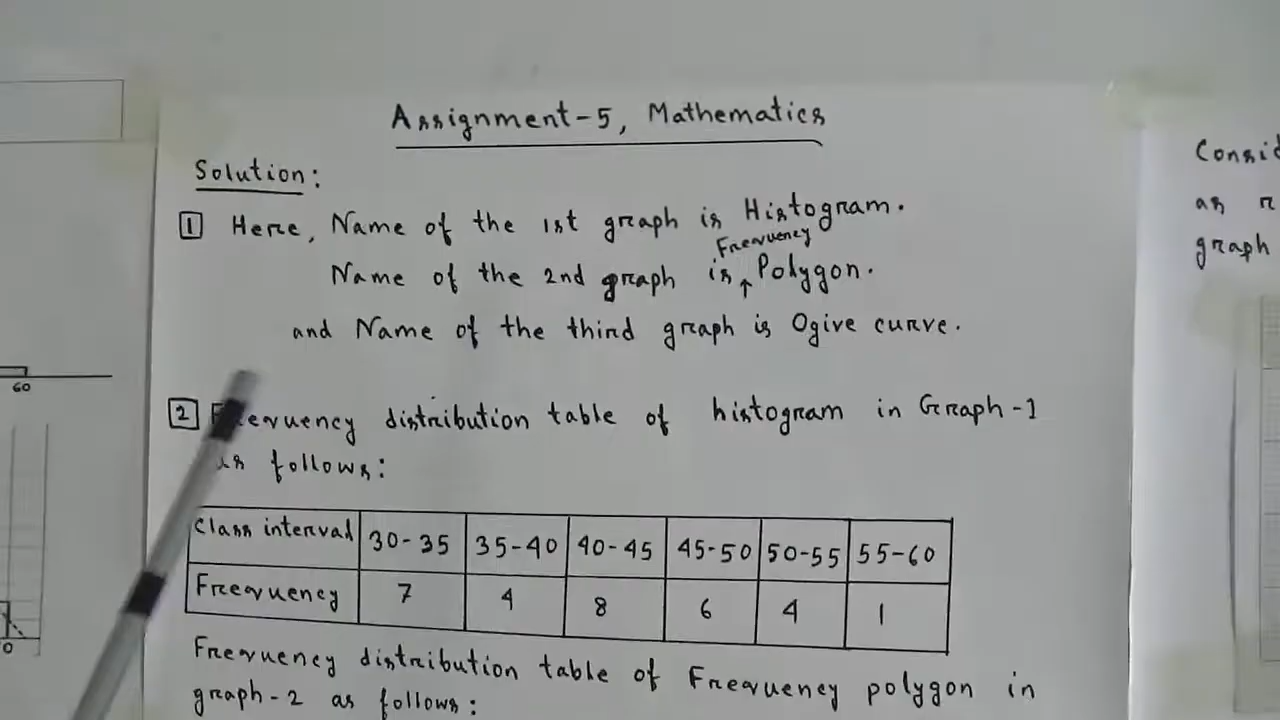 Assignment-5, Mathematics
Solution:
1 Here, Name of the 1st graph is Histogram.
Name of the 2nd graph is Frequency Polygon.
and Name of the third graph is Ogive curve.
2 Frequency distribution table of histogram in Graph-1
as follows:
Class interval 30-35 35-40 40-45 45-50 50-55 55-60
Frequency 7 4 8 6 4 1
Frequency distribution table of Frequency polygon in
graph-2 as follows:
60
0
as r
graph